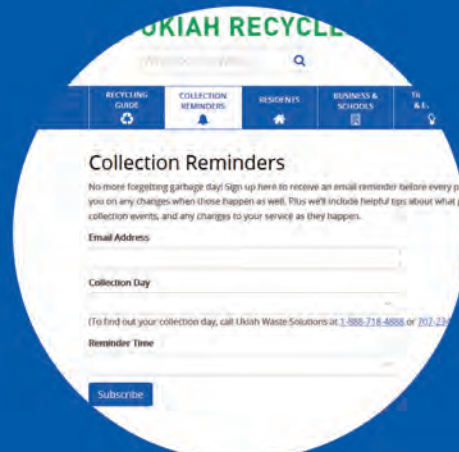 UKIAH RECYCLE
RECYCLING
GUIDE
COLLECTION
REMINDERS
RESIDENTS
BUSINESS &
SCHOOLS
Collection Reminders
No more forgetting garbage day! Sign up here to receive an email reminder before every
you on any changes when those happen as well. Plus we'll include helpful tips about what
collection events, and any changes to your service as they happen.
Email Address
Collection Day
(To find out your collection day, call Ukiah Waste Solutions at 1-888-718-4888 or 707-23
Reminder Time
Subscribe